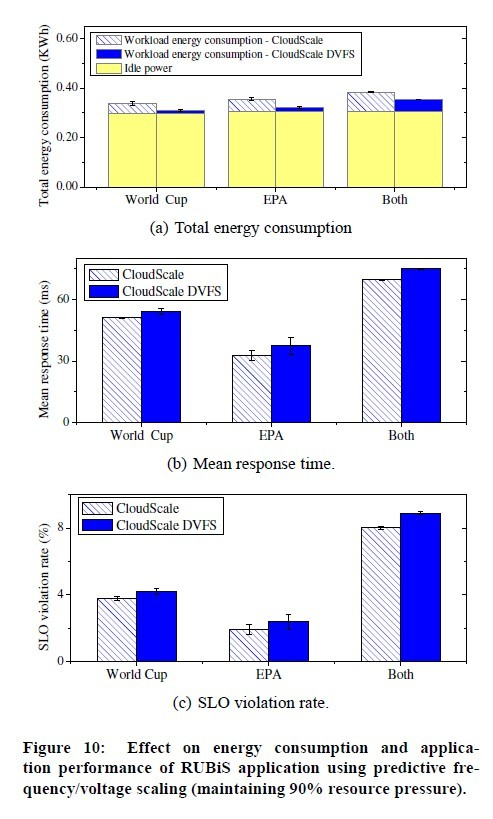 0.60
0.40
0.20
0.00
Total energy consumption (KWh)
Workload energy consumption - CloudScale
Workload energy consumption - CloudScale DVFS
Idle power
World Cup EPA Both
(a) Total energy consumption
60
30
0
Mean response time (ms)
CloudScale
CloudScale DVFS
World Cup EPA Both
(b) Mean response time.
8
4
0
SLO violation rate (%)
CloudScale
CloudScale DVFS
World Cup EPA Both
(c) SLO violation rate.
Figure 10: Effect on energy consumption and applica-
tion performance of RUBiS application using predictive fre-
quency/voltage scaling (maintaining 90% resource pressure).